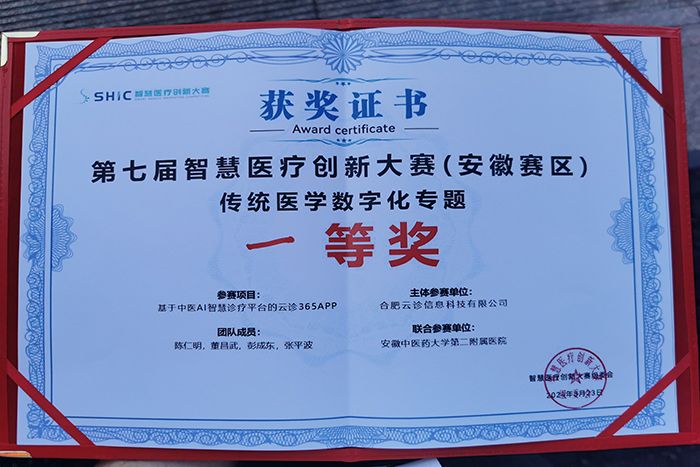 SHIC 智慧医疗创新大赛
获奖证书
Award certificate
第七届智慧医疗创新大赛(安徽赛区)
传统医学数字化专题
一等奖
参赛项目:
基于中医AI智慧诊疗平台的云诊365APP
主体参赛单位:
合肥云诊信息科技有限公司
团队成员:
陈仁明,董昌武,彭成东,张平波
联合参赛单位:
安徽中医药大学第二附属医院
智慧医疗创新大赛组委会